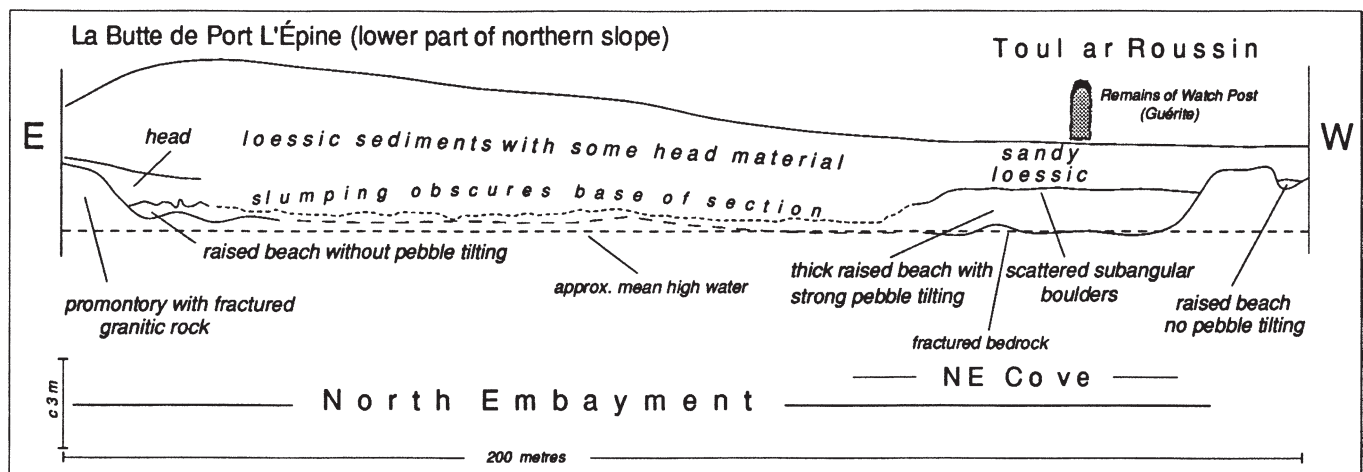 La Butte de Port L'Épine (lower part of northern slope)
Toul ar Roussin
Remains of Watch Post
(Guérite)
E
W
head
loessic sediments with some head material
sandy
loessic
slumping obscures base of section
raised beach without pebble tilting
approx. mean high water
thick raised beach with
strong pebble tilting
scattered subangular
boulders
promontory with fractured
granitic rock
raised beach
no pebble tilting
fractured bedrock
c 3 m
NE Cove
North Embayment
200 metres